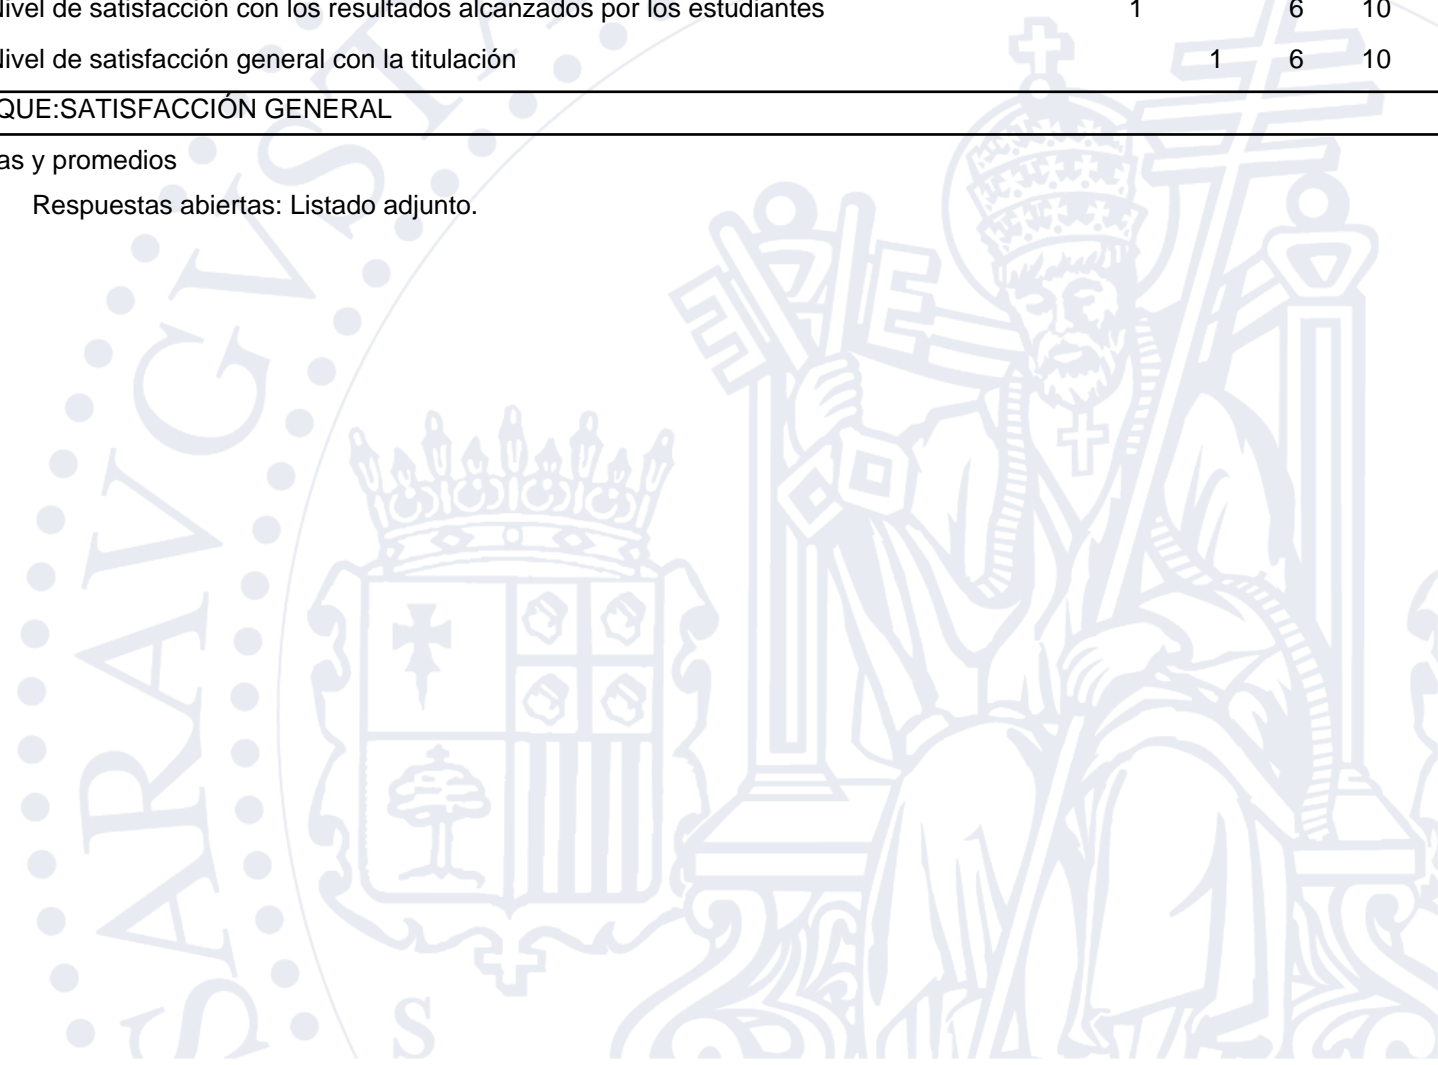 Nivel de satisfacción con los resultados alcanzados por los estudiantes 1 6 10
Nivel de satisfacción general con la titulación 1 6 10
QUE:SATISFACCIÓN GENERAL
as y promedios
Respuestas abiertas: Listado adjunto.
SARAVGVST
S